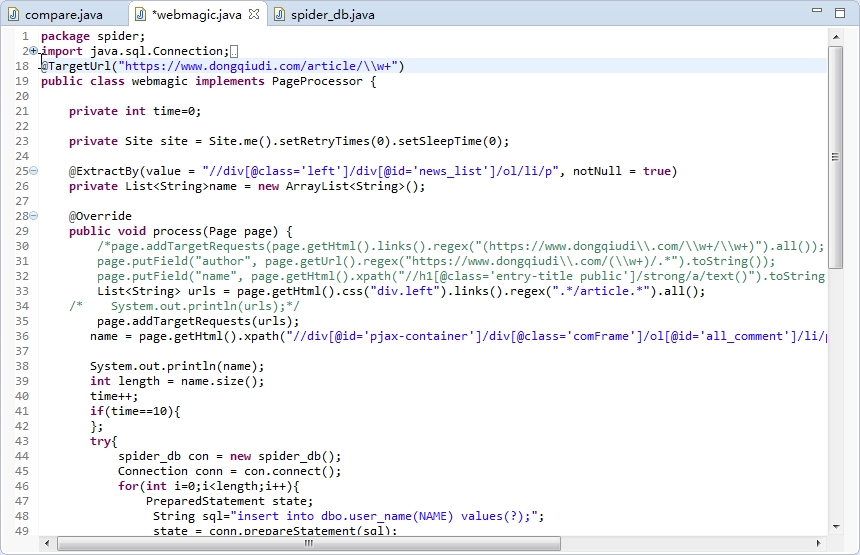 compare.java *webmagic.java spider_db.java
1 package spider;
2 import java.sql.Connection;
18 @TargetUrl("https://www.dongqiudi.com/article/\\w+")
19 public class webmagic implements PageProcessor {
20
21 private int time=0;
22
23 private Site site = Site.me().setRetryTimes(0).setSleepTime(0);
24
25 @ExtractBy(value = "//div[@class='left']/div[@id='news_list']/ol/li/p", notNull = true)
26 private List<String>name = new ArrayList<String>();
27
28 @Override
29 public void process(Page page) {
30 /*page.addTargetRequests(page.getHtml().links().regex("(https://www.dongqiudi\\.com/\\w+/\\w+)").all());
31 page.putField("author", page.getUrl().regex("https://www.dongqiudi\\.com/(\\w+)/.*").toString());
32 page.putField("name", page.getHtml().xpath("//h1[@class='entry-title public']/strong/a/text()").toString
33 List<String> urls = page.getHtml().css("div.left").links().regex(".*/article.*").all();
34 /* System.out.println(urls);*/
35 page.addTargetRequests(urls);
36 name = page.getHtml().xpath("//div[@id='pjax-container']/div[@class='comFrame']/ol[@id='all_comment']/li/p
37
38 System.out.println(name);
39 int length = name.size();
40 time++;
41 if(time==10){
42 };
43 try{
44 spider_db con = new spider_db();
45 Connection conn = con.connect();
46 for(int i=0;i<length;i++){
47 PreparedStatement state;
48 String sql="insert into dbo.user_name(NAME) values(?);";
49 state = conn.prepareStatement(sql);